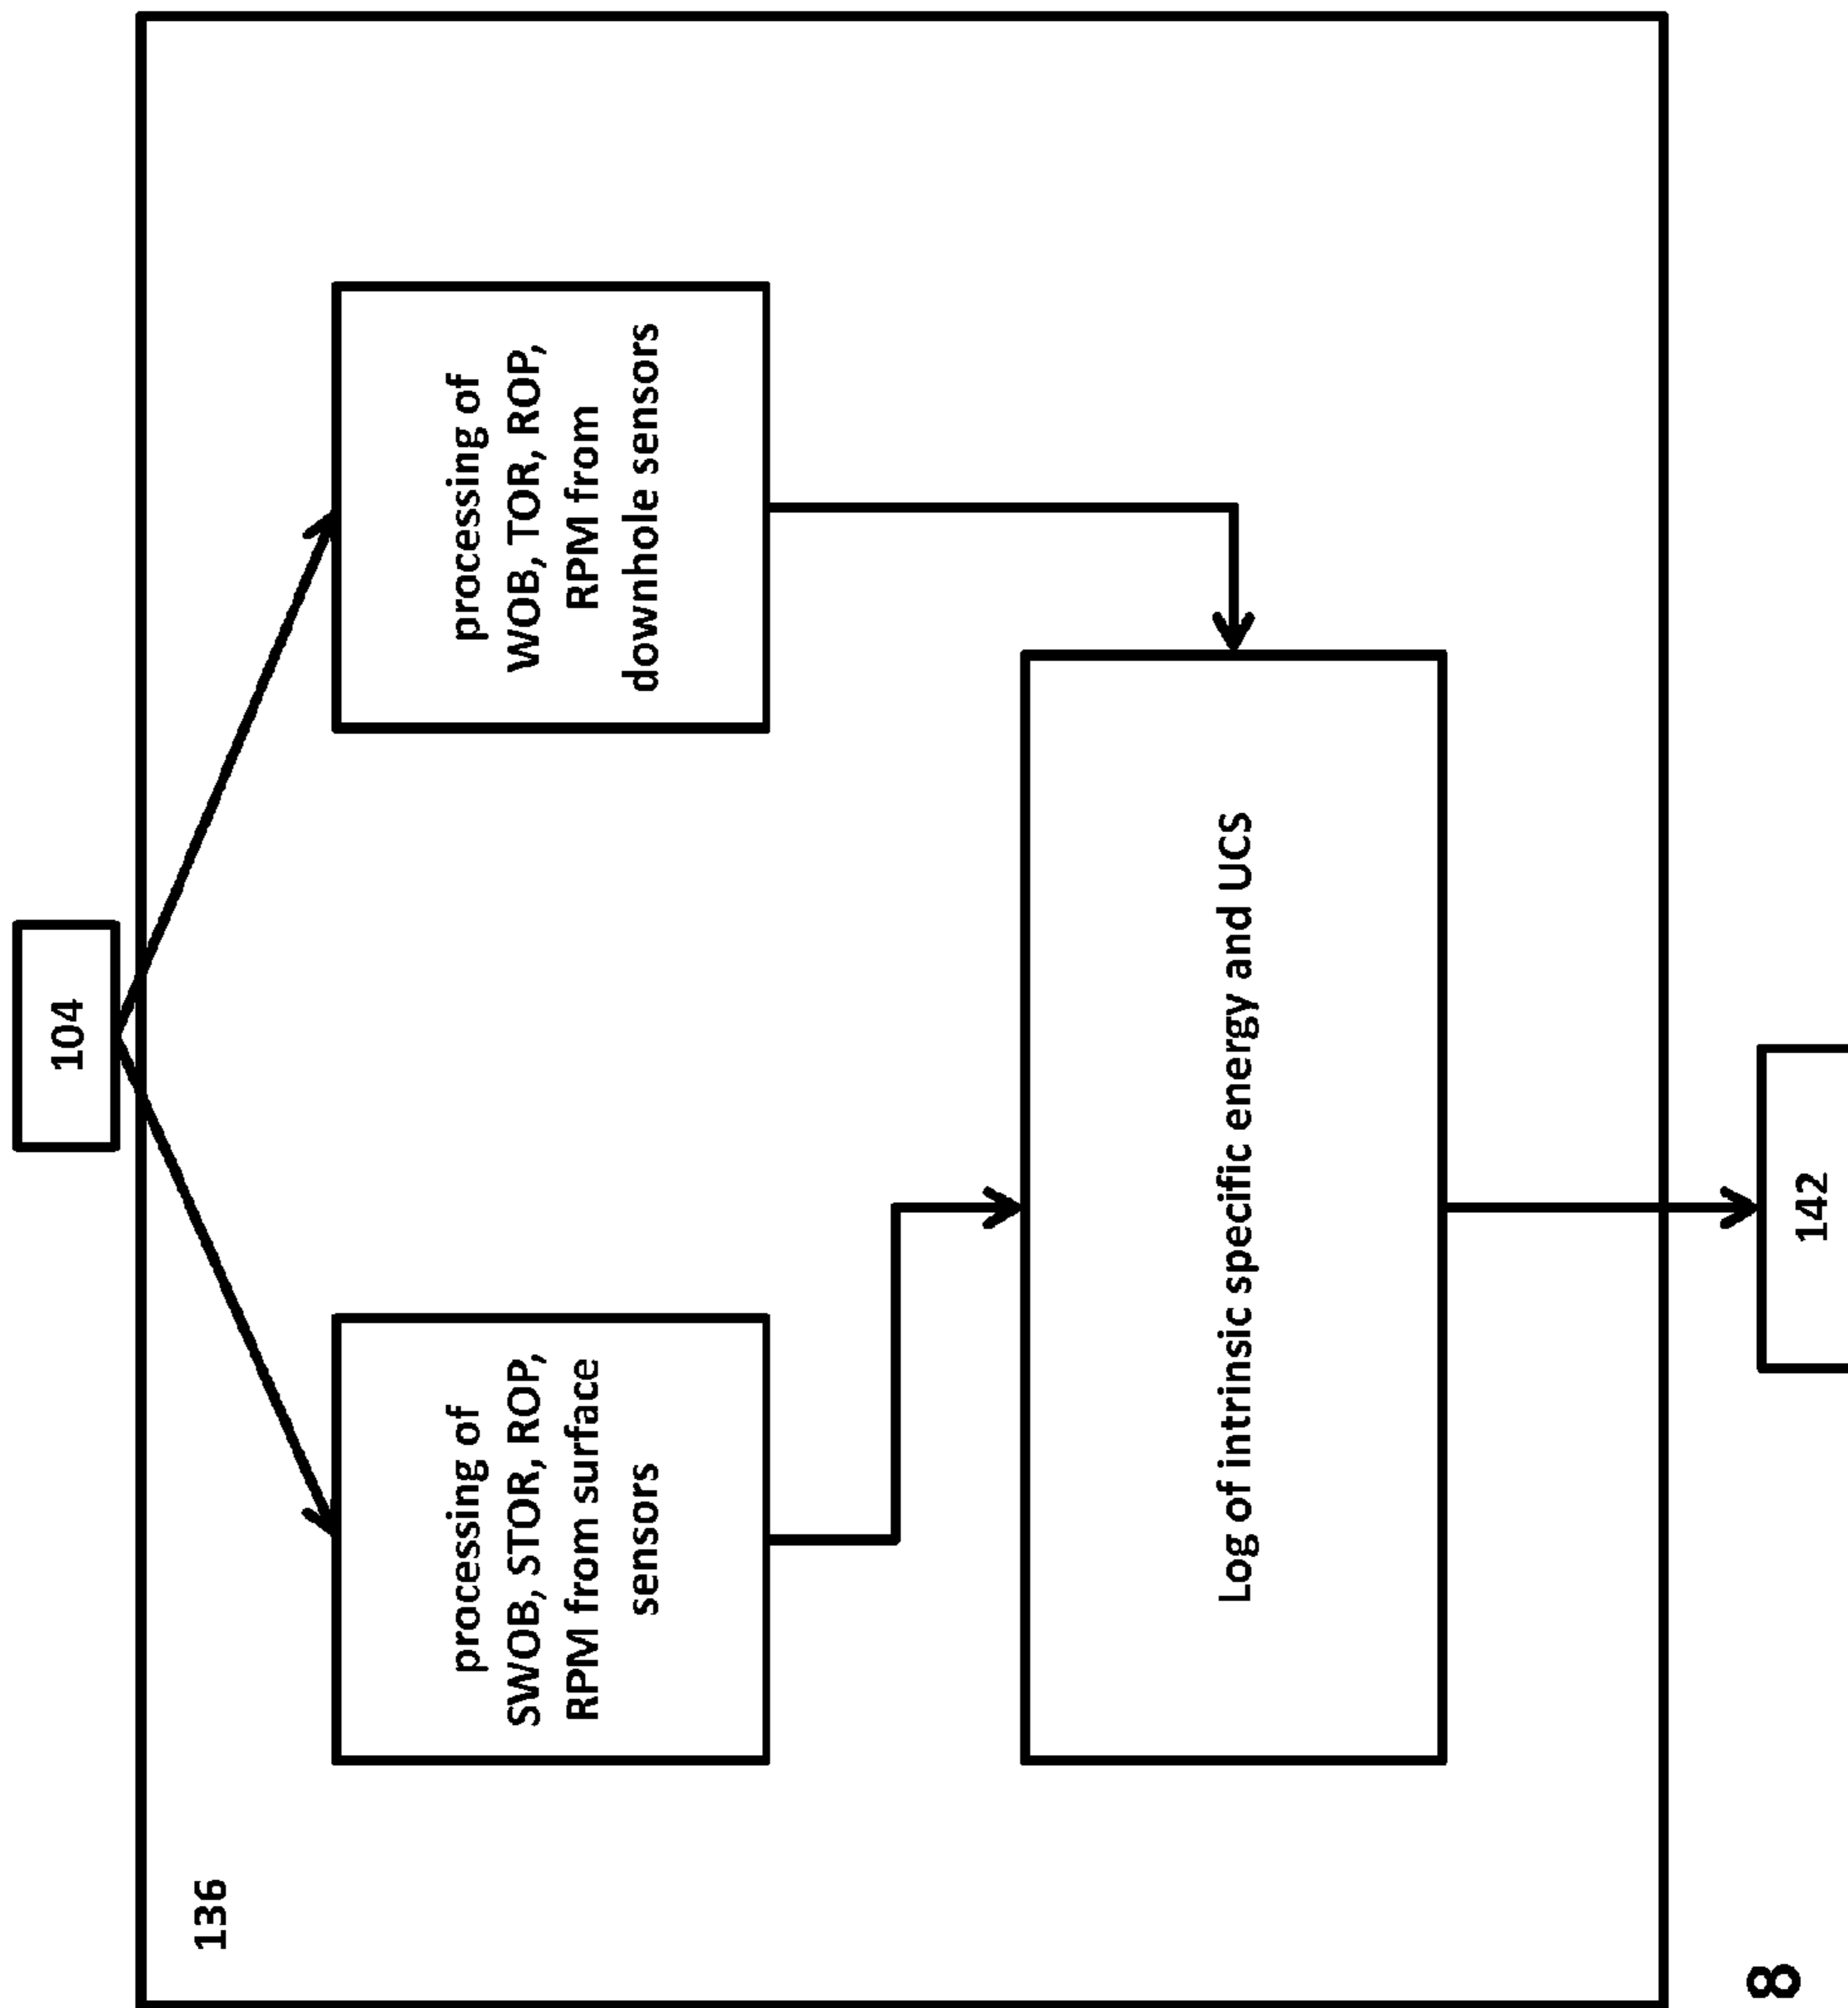 104
136
processing of
SWOB, STOR, ROP,
RPM from surface
sensors
processing of
WOB, TOR, ROP,
RPM from
downhole sensors
Log of intrinsic specific energy and UCS
142
8